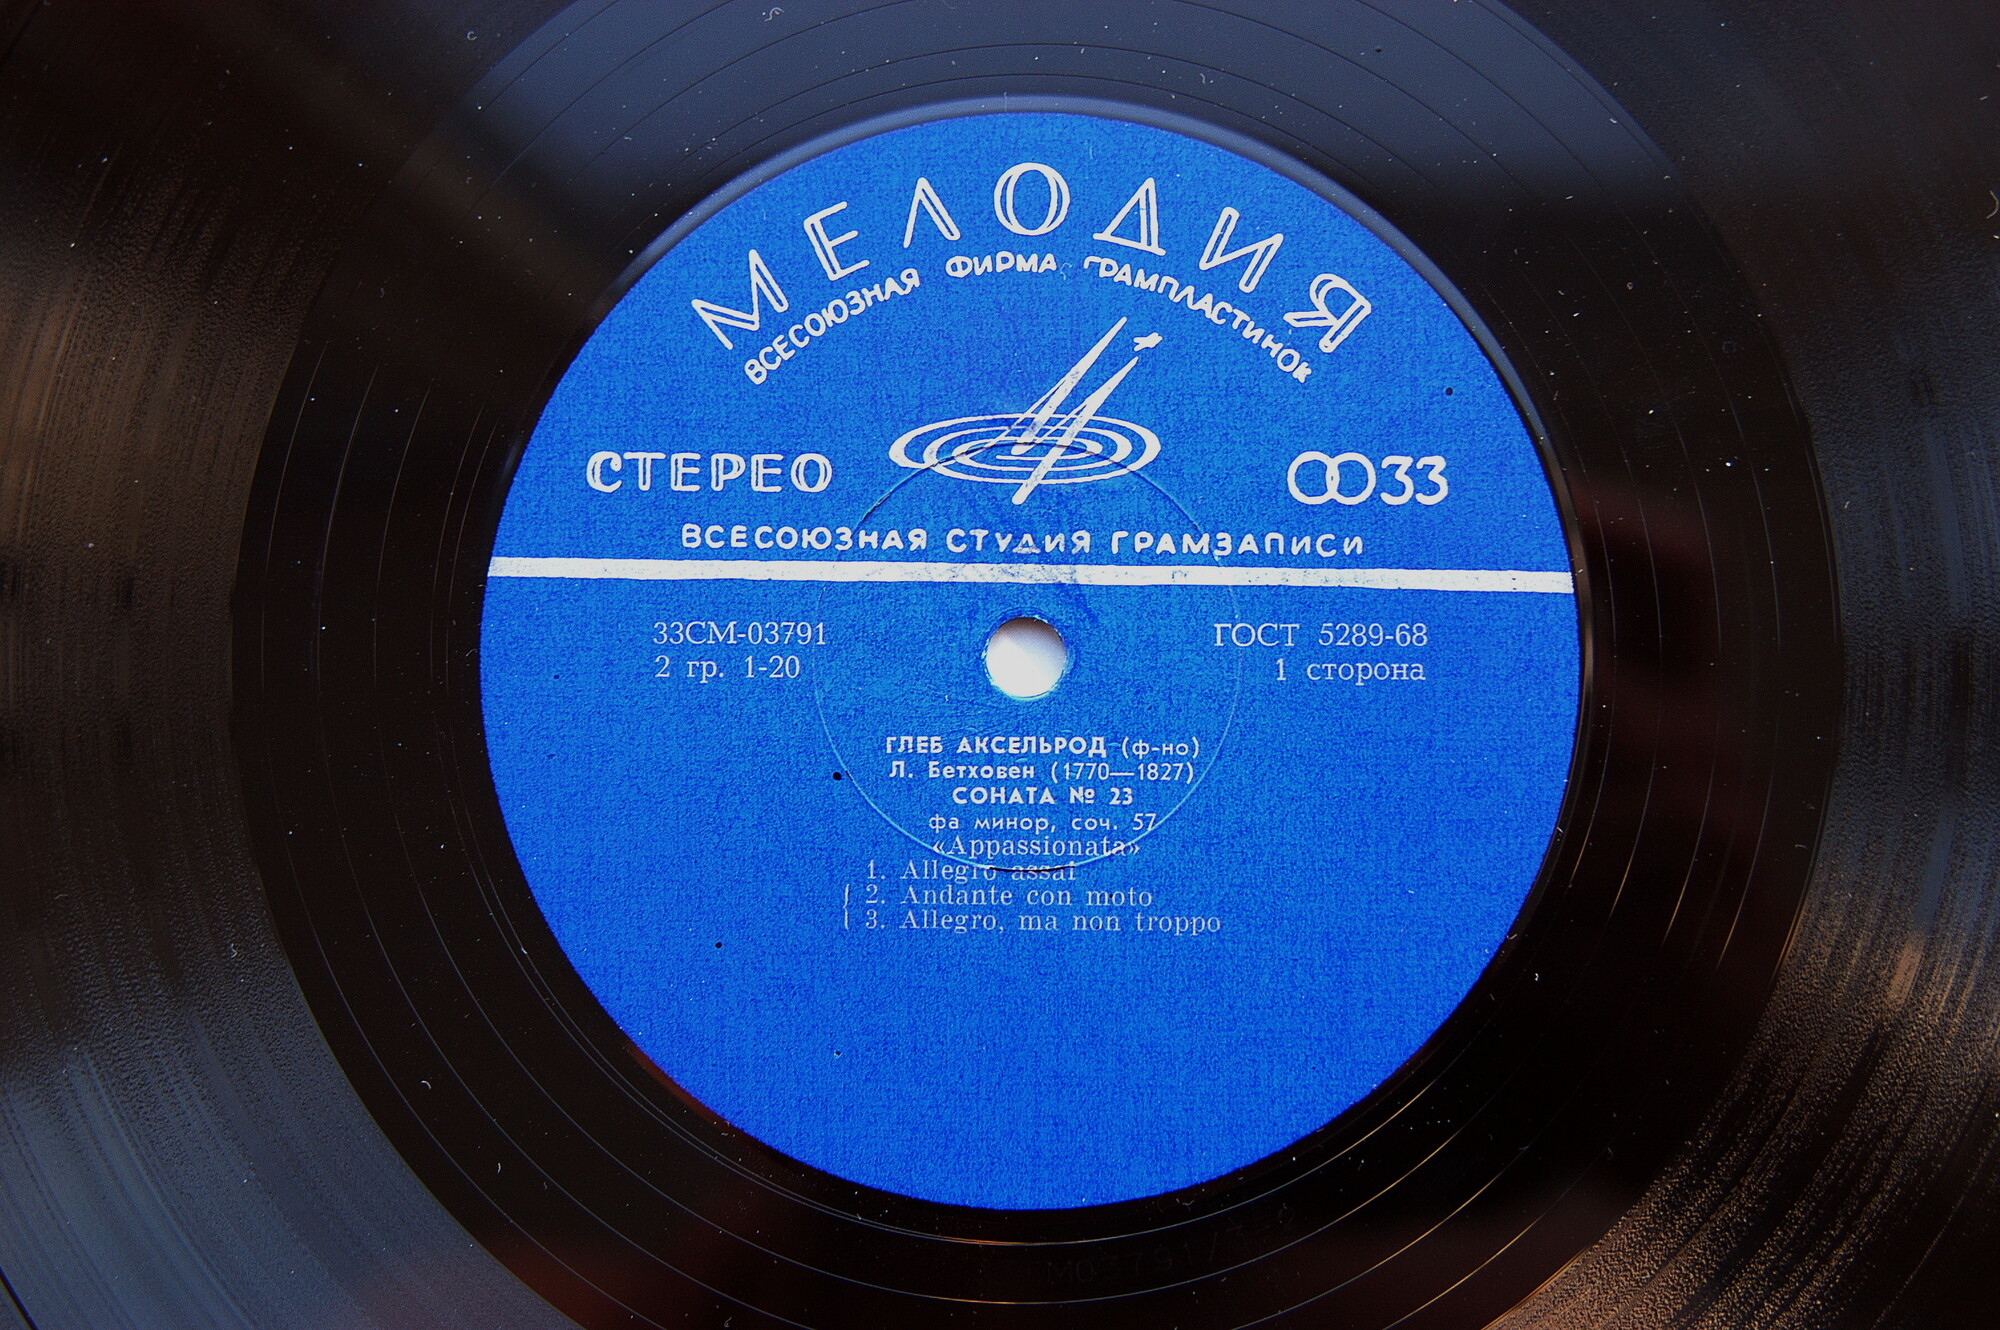 МЕЛОДИЯ
ВСЕСОЮЗНАЯ ФИРМА ГРАМПЛАСТИНОК
СТЕРЕО 33
ВСЕСОЮЗНАЯ СТУДИЯ ГРАМЗАПИСИ
33СМ-03791 ГОСТ 5289-68
2 гр. 1-20 1 сторона
ГЛЕБ АКСЕЛЬРОД (ф-но)
Л. Бетховен (1770—1827)
СОНАТА № 23
фа минор, соч. 57
«Appassionata»
1. Allegro assai
2. Andante con moto
3. Allegro, ma non troppo